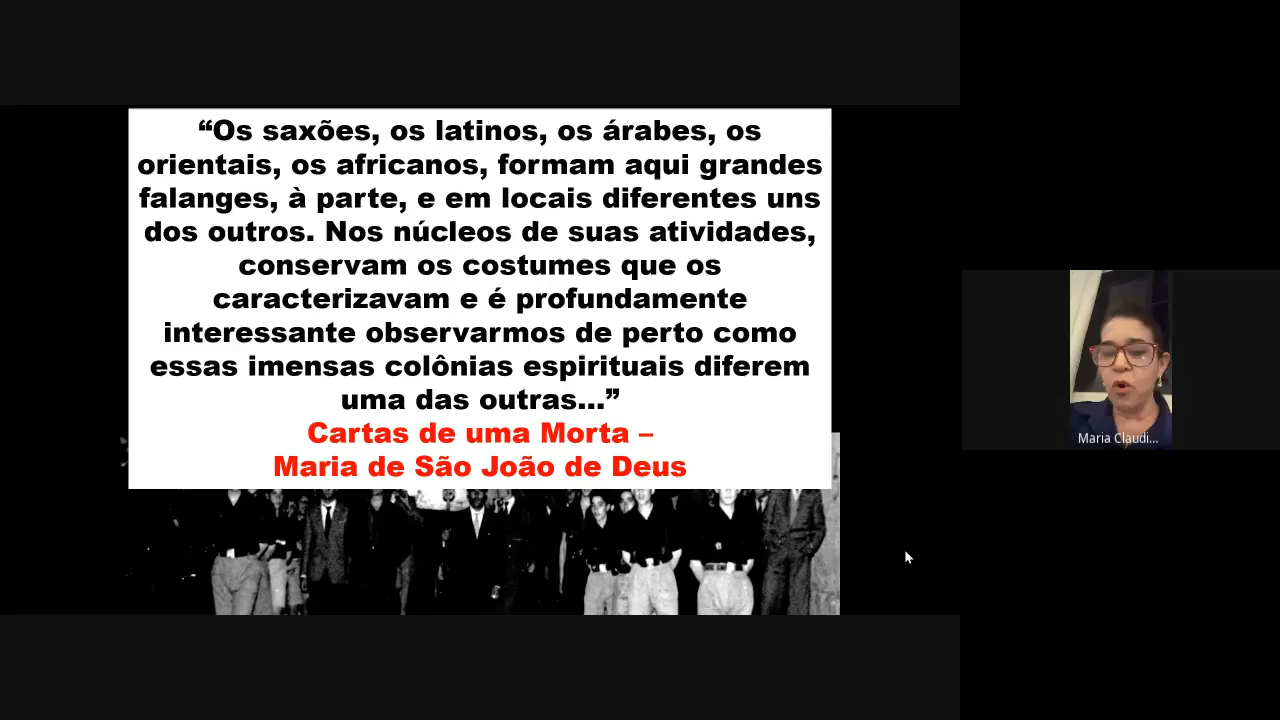 “Os saxões, os latinos, os árabes, os
orientais, os africanos, formam aqui grandes
falanges, à parte, e em locais diferentes uns
dos outros. Nos núcleos de suas atividades,
conservam os costumes que os
caracterizavam e é profundamente
interessante observarmos de perto como
essas imensas colônias espirituais diferem
uma das outras...”
Cartas de uma Morta –
Maria de São João de Deus
Maria Claudi...